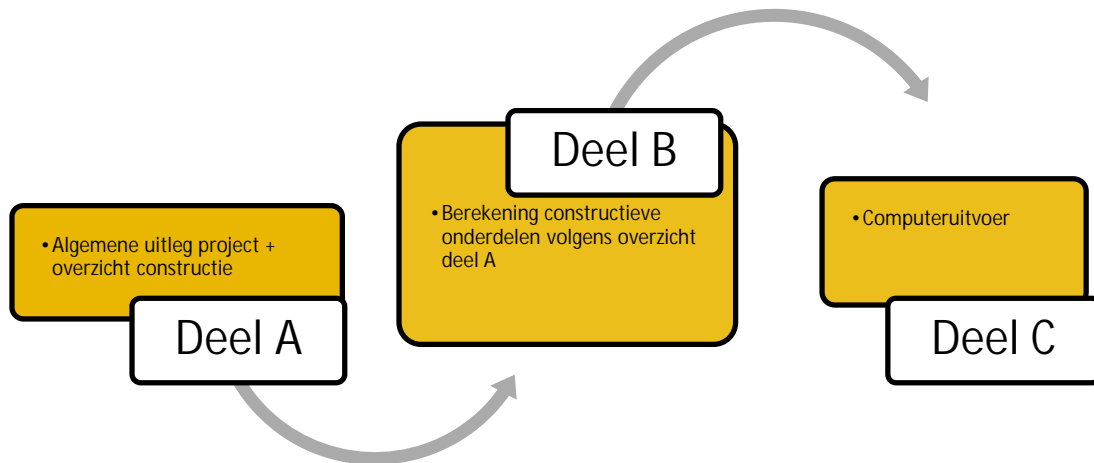 • Algemene uitleg project +
overzicht constructie
Deel A
Deel B
• Berekening constructieve
onderdelen volgens overzicht
deel A
• Computeruitvoer
Deel C